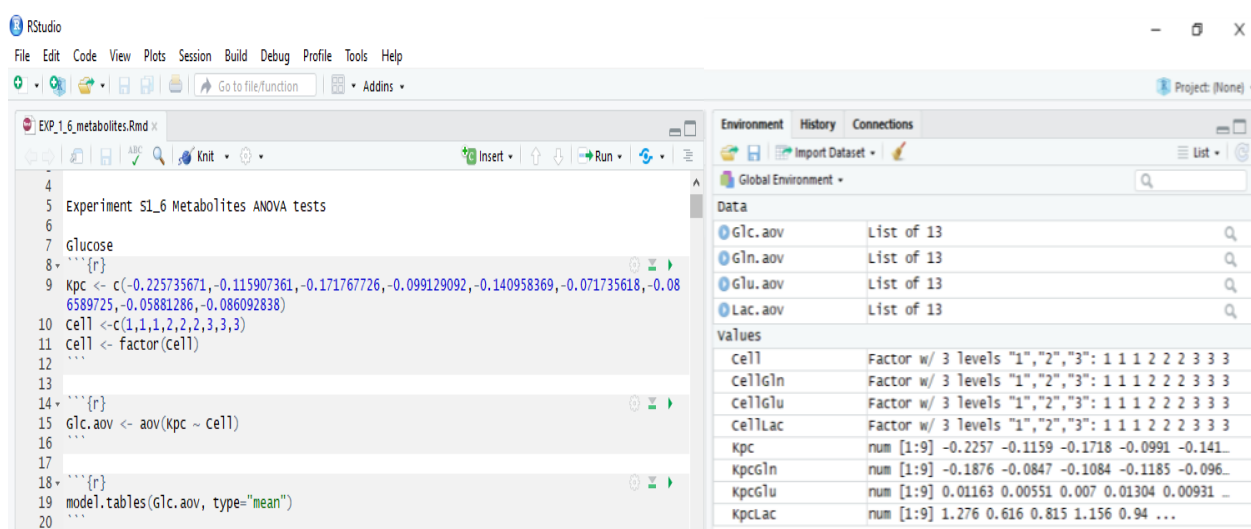 RStudio
File Edit Code View Plots Session Build Debug Profile Tools Help
Go to file/function Addins
Project: (None)
EXP_1_6_metabolites.Rmd
ABC Knit Insert Run
4
5 Experiment S1_6 Metabolites ANOVA tests
6
7 Glucose
8 ```{r}
9 Kpc <- c(-0.225735671,-0.115907361,-0.171767726,-0.099129092,-0.140958369,-0.071735618,-0.08
6589725,-0.05881286,-0.086092838)
10 Cell <-c(1,1,1,2,2,2,3,3,3)
11 Cell <- factor(Cell)
12 ```
13
14 ```{r}
15 Glc.aov <- aov(Kpc ~ Cell)
16 ```
17
18 ```{r}
19 model.tables(Glc.aov, type="mean")
20 ```
Environment History Connections
Import Dataset List
Global Environment
Data
Glc.aov List of 13
Gln.aov List of 13
Glu.aov List of 13
Lac.aov List of 13
Values
Cell Factor w/ 3 levels "1","2","3": 1 1 1 2 2 2 3 3 3
CellGln Factor w/ 3 levels "1","2","3": 1 1 1 2 2 2 3 3 3
CellGlu Factor w/ 3 levels "1","2","3": 1 1 1 2 2 2 3 3 3
CellLac Factor w/ 3 levels "1","2","3": 1 1 1 2 2 2 3 3 3
Kpc num [1:9] -0.2257 -0.1159 -0.1718 -0.0991 -0.141…
KpcGln num [1:9] -0.1876 -0.0847 -0.1084 -0.1185 -0.096…
KpcGlu num [1:9] 0.01163 0.00551 0.007 0.01304 0.00931 …
KpcLac num [1:9] 1.276 0.616 0.815 1.156 0.94 ...